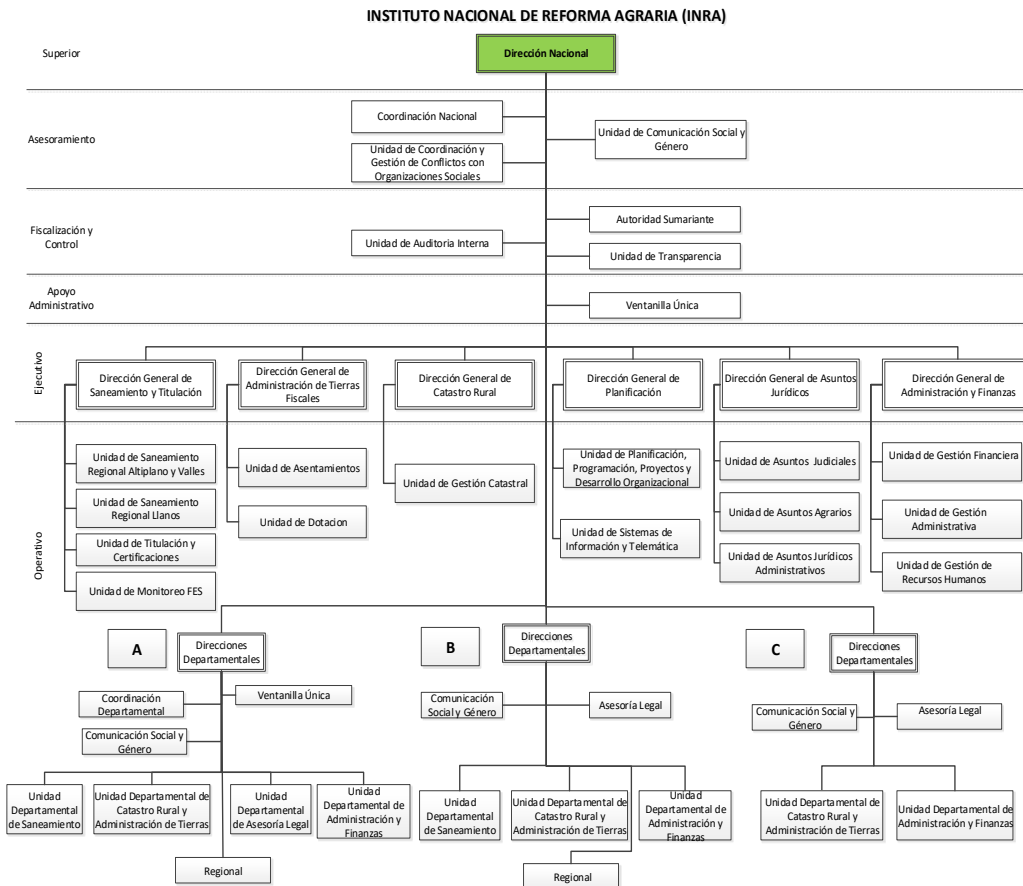 INSTITUTO NACIONAL DE REFORMA AGRARIA (INRA)
Superior
Dirección Nacional
Asesoramiento
Coordinación Nacional
Unidad de Coordinación y
Gestión de Conflictos con
Organizaciones Sociales
Unidad de Comunicación Social y
Género
Fiscalización y
Control
Unidad de Auditoria Interna
Autoridad Sumariante
Unidad de Transparencia
Apoyo
Administrativo
Ventanilla Única
Ejecutivo
Dirección General de
Saneamiento y Titulación
Dirección General de
Administración de Tierras
Fiscales
Dirección General de
Catastro Rural
Dirección General de
Planificación
Dirección General de Asuntos
Jurídicos
Dirección General de
Administración y Finanzas
Operativo
Unidad de Saneamiento
Regional Altiplano y Valles
Unidad de Saneamiento
Regional Llanos
Unidad de Titulación y
Certificaciones
Unidad de Monitoreo FES
Unidad de Asentamientos
Unidad de Dotacion
Unidad de Gestión Catastral
Unidad de Planificación,
Programación, Proyectos y
Desarrollo Organizacional
Unidad de Sistemas de
Información y Telemática
Unidad de Asuntos Judiciales
Unidad de Asuntos Agrarios
Unidad de Asuntos Jurídicos
Administrativos
Unidad de Gestión Financiera
Unidad de Gestión
Administrativa
Unidad de Gestión de
Recursos Humanos
A
Direcciones
Departamentales
Coordinación
Departamental
Ventanilla Única
Comunicación Social y
Género
Unidad
Departamental
de Saneamiento
Unidad Departamental de
Catastro Rural y
Administración de Tierras
Unidad
Departamental
de Asesoría Legal
Unidad
Departamental de
Administración y
Finanzas
Regional
B
Direcciones
Departamentales
Comunicación
Social y Género
Asesoría Legal
Unidad
Departamental
de Saneamiento
Unidad Departamental de
Catastro Rural y
Administración de Tierras
Unidad
Departamental de
Administración y
Finanzas
Regional
C
Direcciones
Departamentales
Comunicación Social y
Género
Asesoría Legal
Unidad Departamental de
Catastro Rural y
Administración de Tierras
Unidad Departamental de
Administración y Finanzas